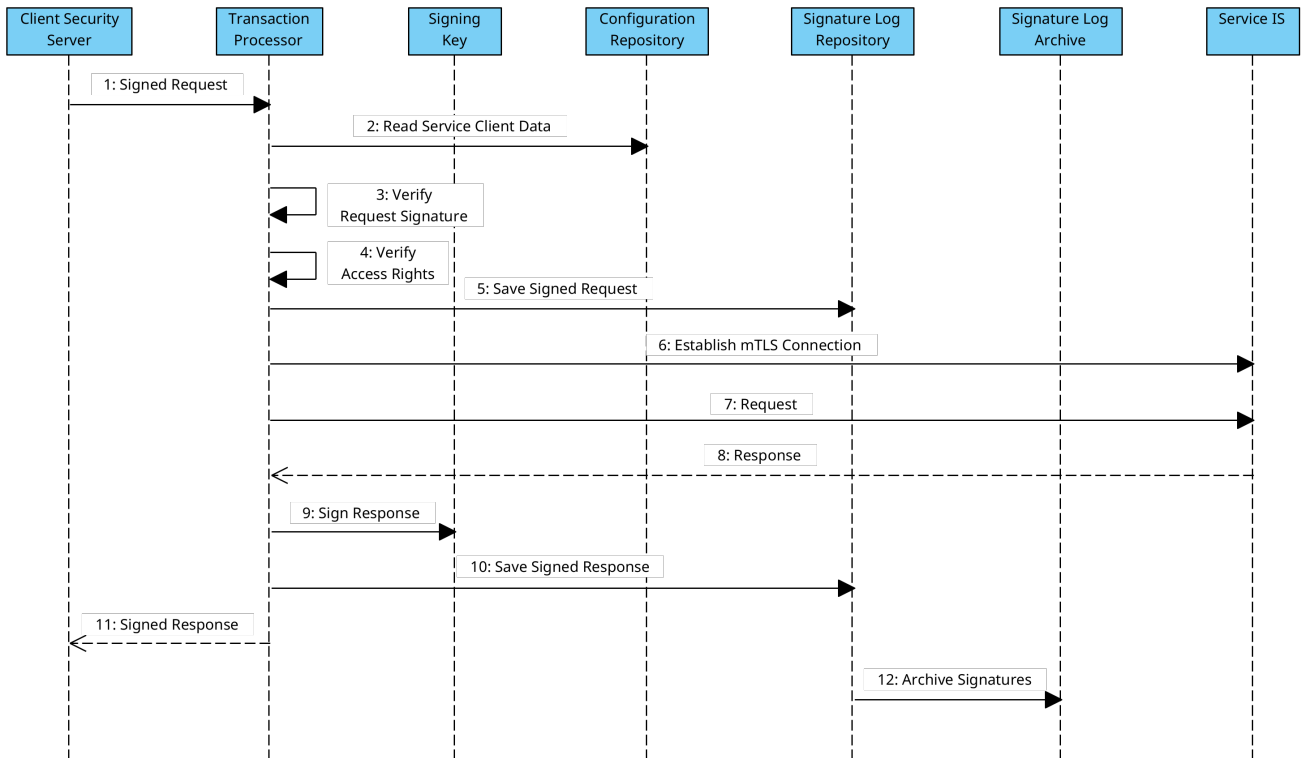 Client Security
Server
Transaction
Processor
Signing
Key
Configuration
Repository
Signature Log
Repository
Signature Log
Archive
Service IS
1: Signed Request
2: Read Service Client Data
3: Verify
Request Signature
4: Verify
Access Rights
5: Save Signed Request
6: Establish mTLS Connection
7: Request
8: Response
9: Sign Response
10: Save Signed Response
11: Signed Response
12: Archive Signatures